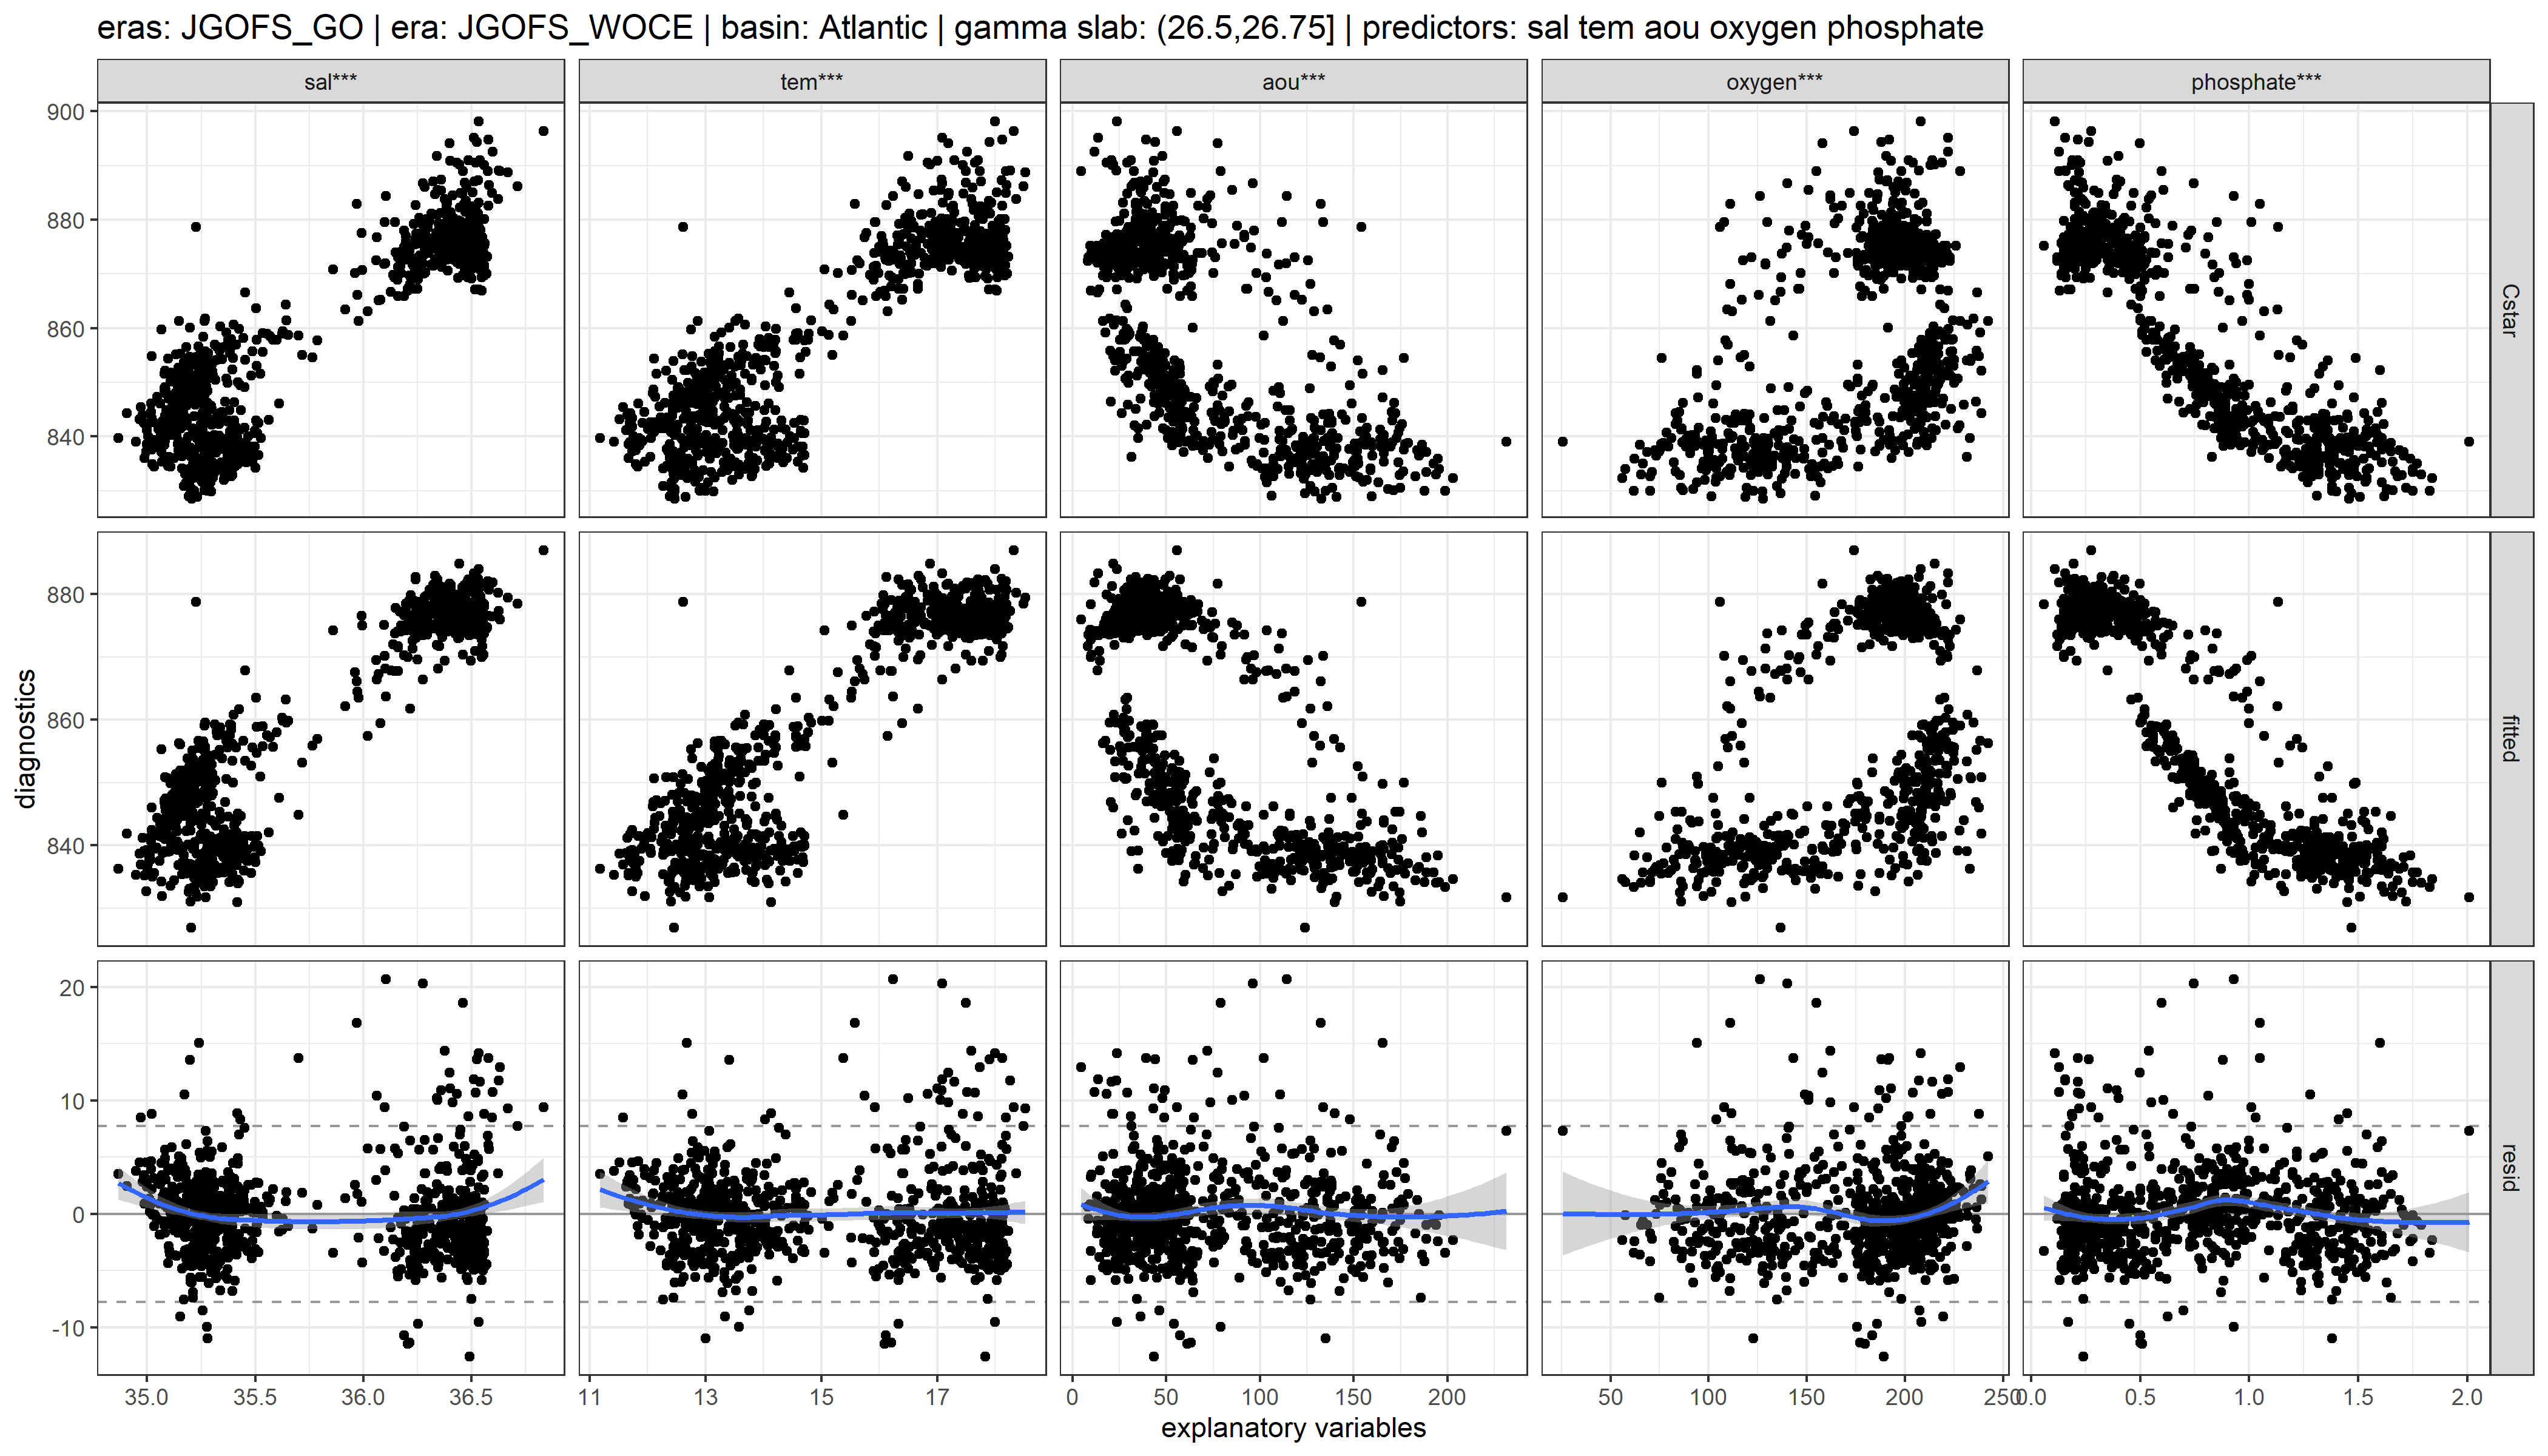 eras: JGOFS_GO | era: JGOFS_WOCE | basin: Atlantic | gamma slab: (26.5,26.75] | predictors: sal tem aou oxygen phosphate
sal*** tem*** aou*** oxygen*** phosphate***
900
880
860
840
Cstar
880
860
840
fitted
diagnostics
20
10
0
-10
resid
35.0 35.5 36.0 36.5 11 13 15 17 0 50 100 150 200 50 100 150 200 250 0.0 0.5 1.0 1.5 2.0
explanatory variables